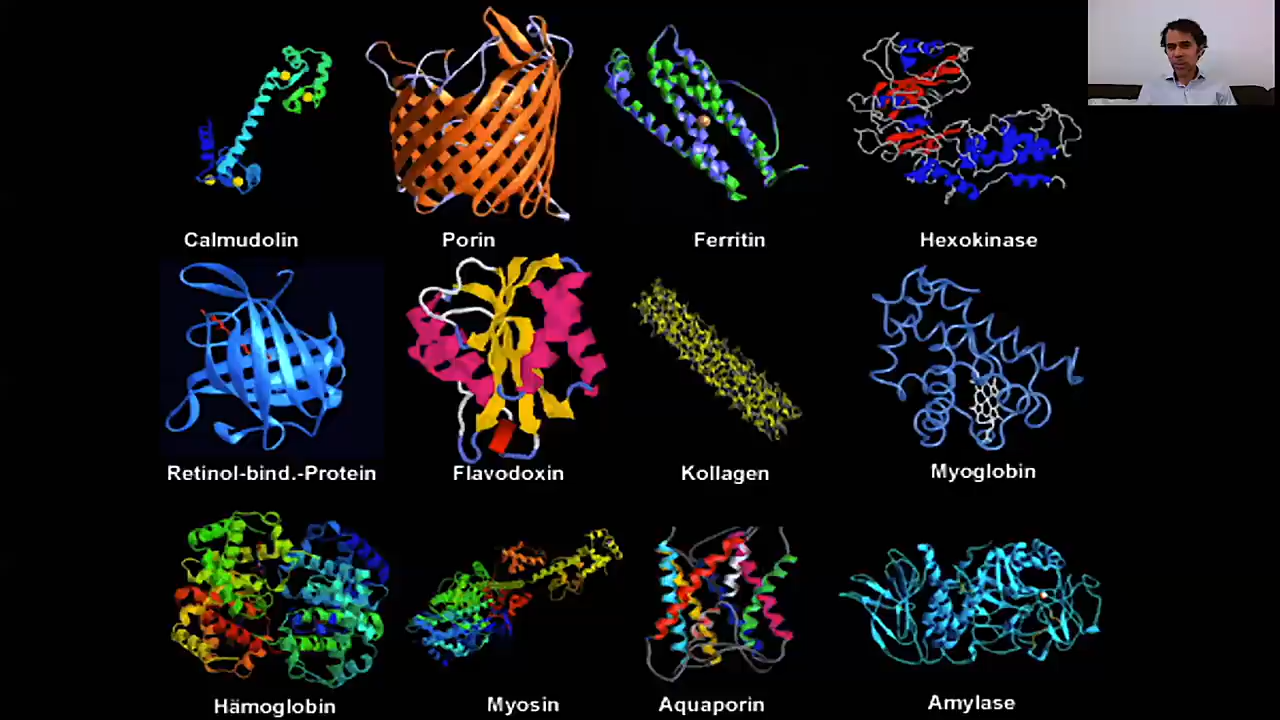 Calmudolin
Porin
Ferritin
Hexokinase
Retinol-bind.-Protein
Flavodoxin
Kollagen
Myoglobin
Hämoglobin
Myosin
Aquaporin
Amylase